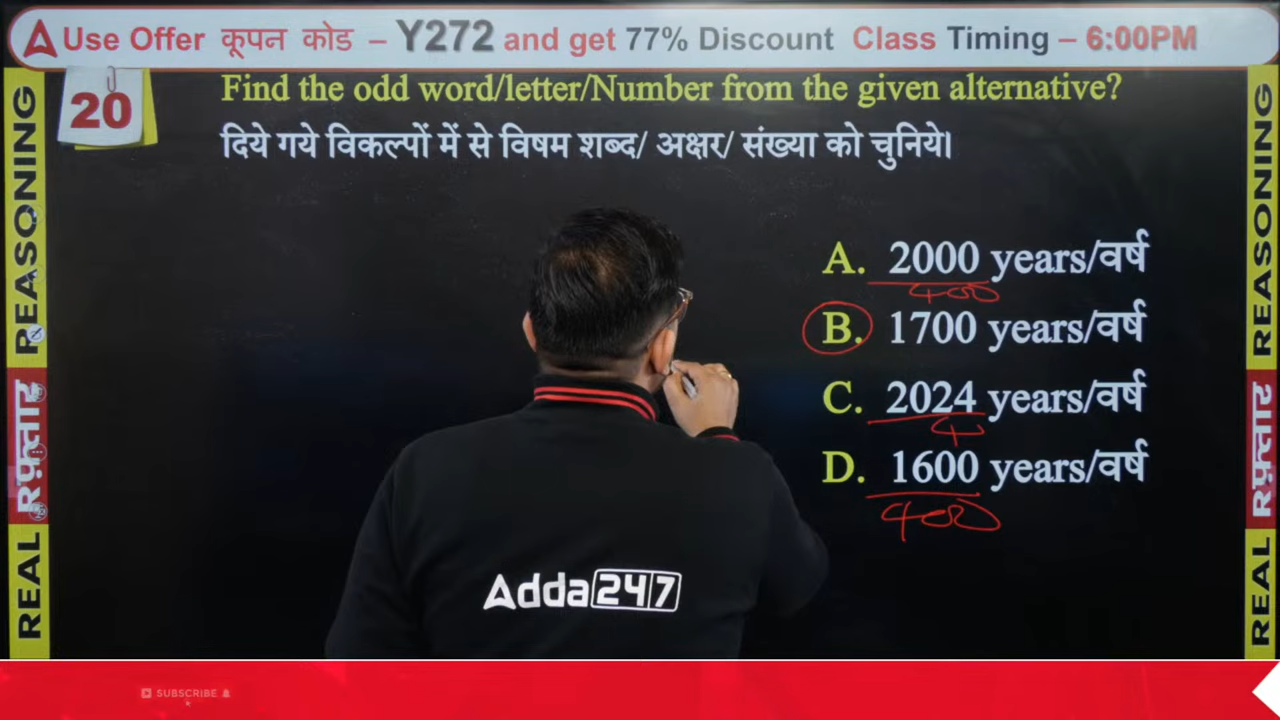 Use Offer कूपन कोड – Y272 and get 77% Discount Class Timing – 6:00PM
20
Find the odd word/letter/Number from the given alternative?
दिये गये विकल्पों में से विषम शब्द/ अक्षर/ संख्या को चुनिये।
A. 2000 years/वर्ष
400
B. 1700 years/वर्ष
C. 2024 years/वर्ष
4
D. 1600 years/वर्ष
400
REAL रफ़्तार REASONING
REAL रफ़्तार REASONING
Adda247
SUBSCRIBE